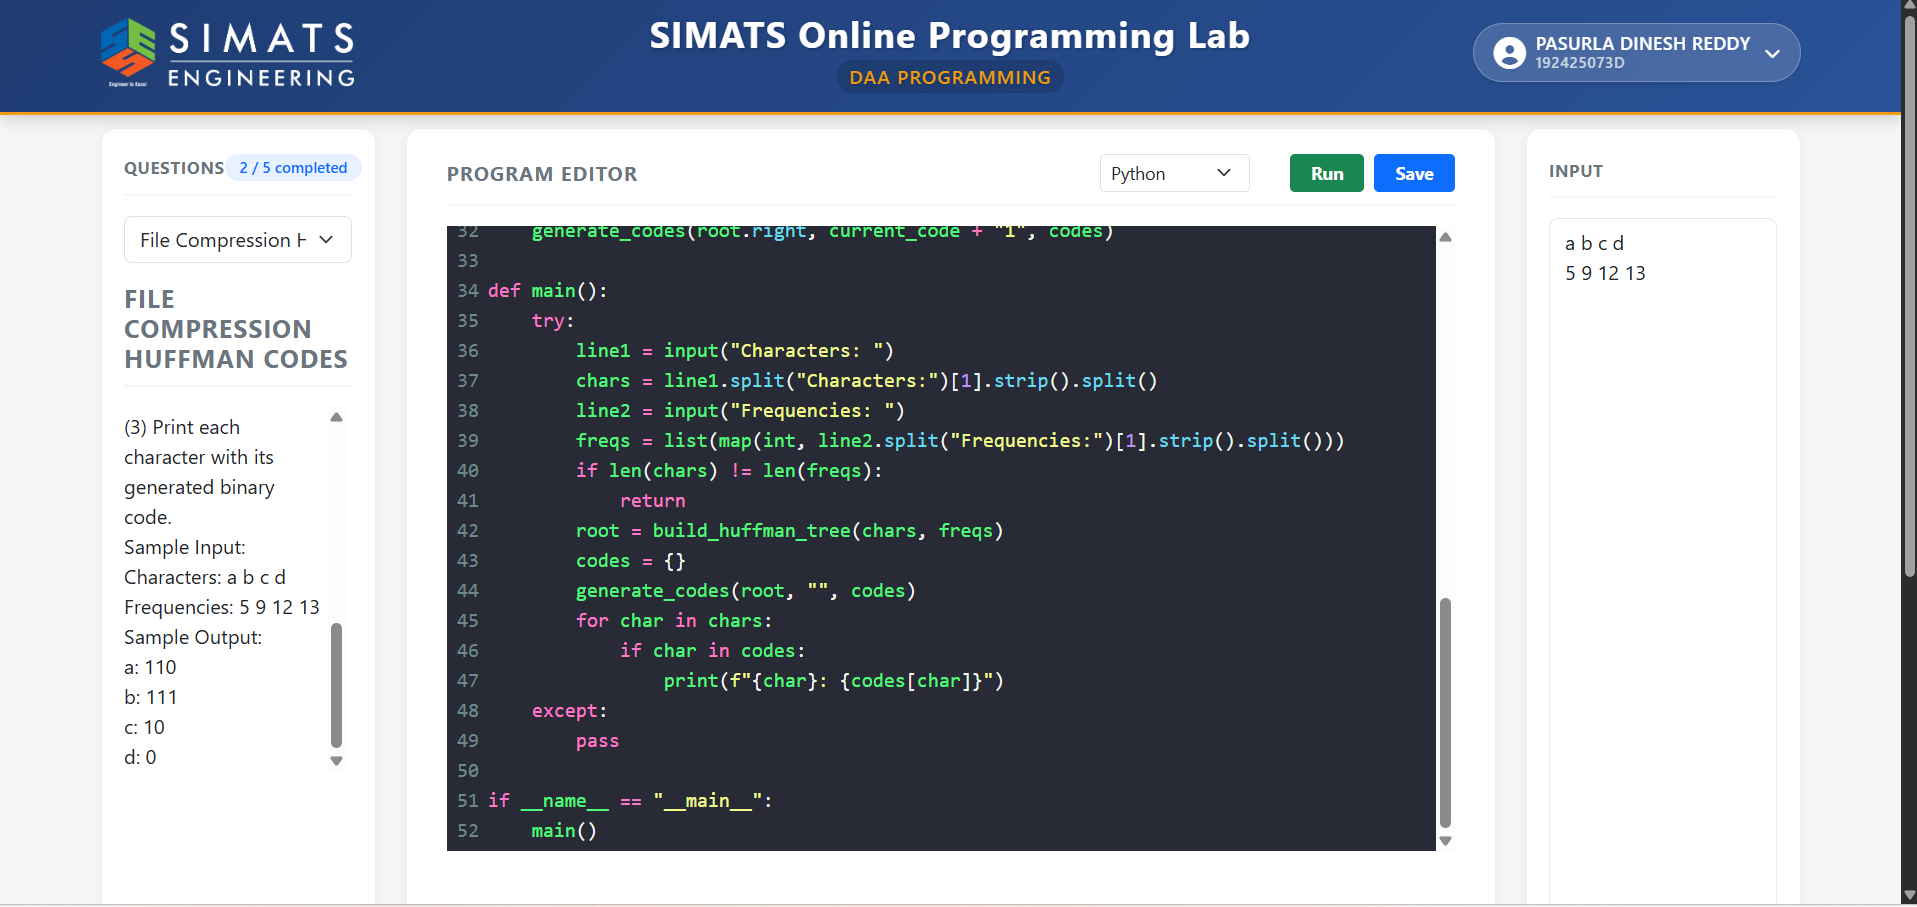 SIMATS
ENGINEERING
Engineer to Excel
SIMATS Online Programming Lab
DAA PROGRAMMING
PASURLA DINESH REDDY
192425073D
QUESTIONS
2 / 5 completed
File Compression H
FILE
COMPRESSION
HUFFMAN CODES
(3) Print each
character with its
generated binary
code.
Sample Input:
Characters: a b c d
Frequencies: 5 9 12 13
Sample Output:
a: 110
b: 111
c: 10
d: 0
PROGRAM EDITOR
Python
Run
Save
32     generate_codes(root.right, current_code + "1", codes)
33
34 def main():
35     try:
36         line1 = input("Characters: ")
37         chars = line1.split("Characters:")[1].strip().split()
38         line2 = input("Frequencies: ")
39         freqs = list(map(int, line2.split("Frequencies:")[1].strip().split()))
40         if len(chars) != len(freqs):
41             return
42         root = build_huffman_tree(chars, freqs)
43         codes = {}
44         generate_codes(root, "", codes)
45         for char in chars:
46             if char in codes:
47                 print(f"{char}: {codes[char]}")
48     except:
49         pass
50
51 if __name__ == "__main__":
52     main()
INPUT
a b c d
5 9 12 13